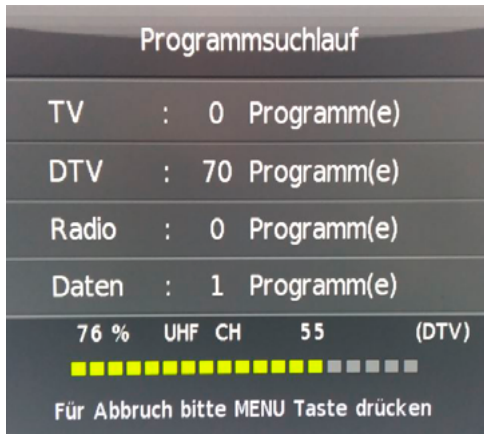 Programmsuchlauf
TV : 0 Programm(e)
DTV : 70 Programm(e)
Radio : 0 Programm(e)
Daten : 1 Programm(e)
76 % UHF CH 55 (DTV)
Für Abbruch bitte MENU Taste drücken